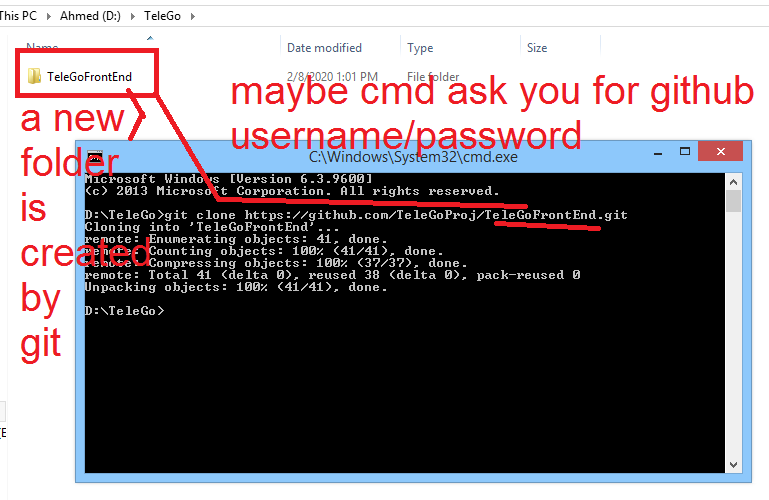 This PC > Ahmed (D:) > TeleGo >
Name Date modified Type Size
TeleGoFrontEnd 2/8/2020 1:01 PM File folder
maybe cmd ask you for github
username/password
a new
folder
is
created
by
git
C:\Windows\System32\cmd.exe
Microsoft Windows [Version 6.3.9600]
(c) 2013 Microsoft Corporation. All rights reserved.
D:\TeleGo>git clone https://github.com/TeleGoProj/TeleGoFrontEnd.git
Cloning into 'TeleGoFrontEnd'...
remote: Enumerating objects: 41, done.
remote: Counting objects: 100% (41/41), done.
remote: Compressing objects: 100% (37/37), done.
remote: Total 41 (delta 0), reused 38 (delta 0), pack-reused 0
Unpacking objects: 100% (41/41), done.
D:\TeleGo>